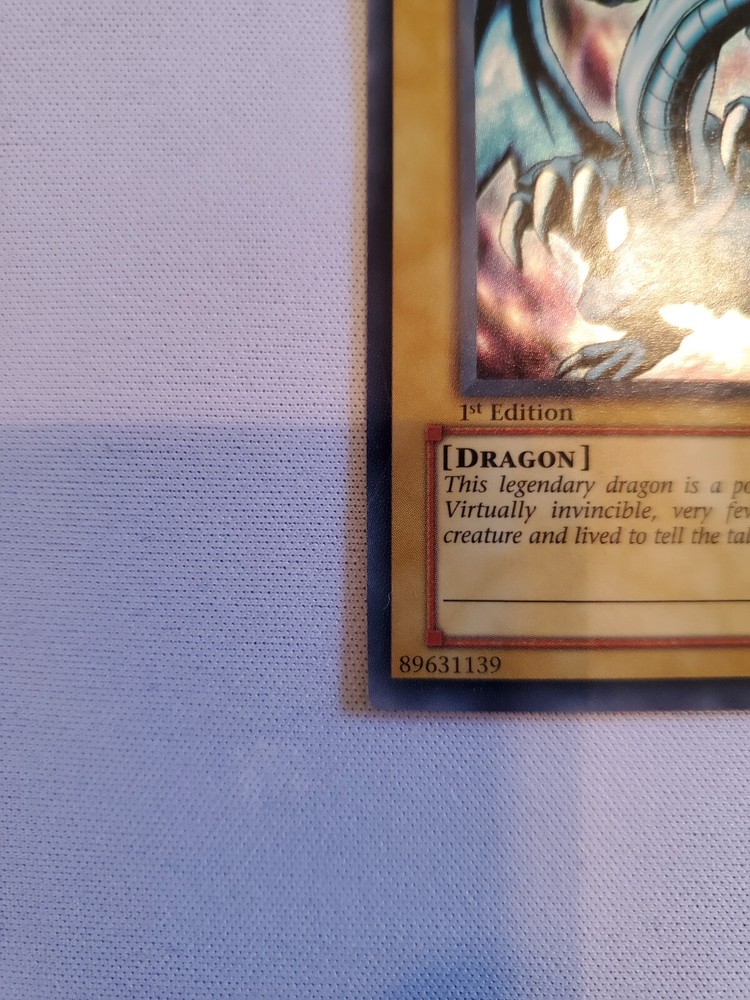 1st Edition
[DRAGON]
This legendary dragon is a
Virtually invincible, very
creature and lived to tell the
89631139